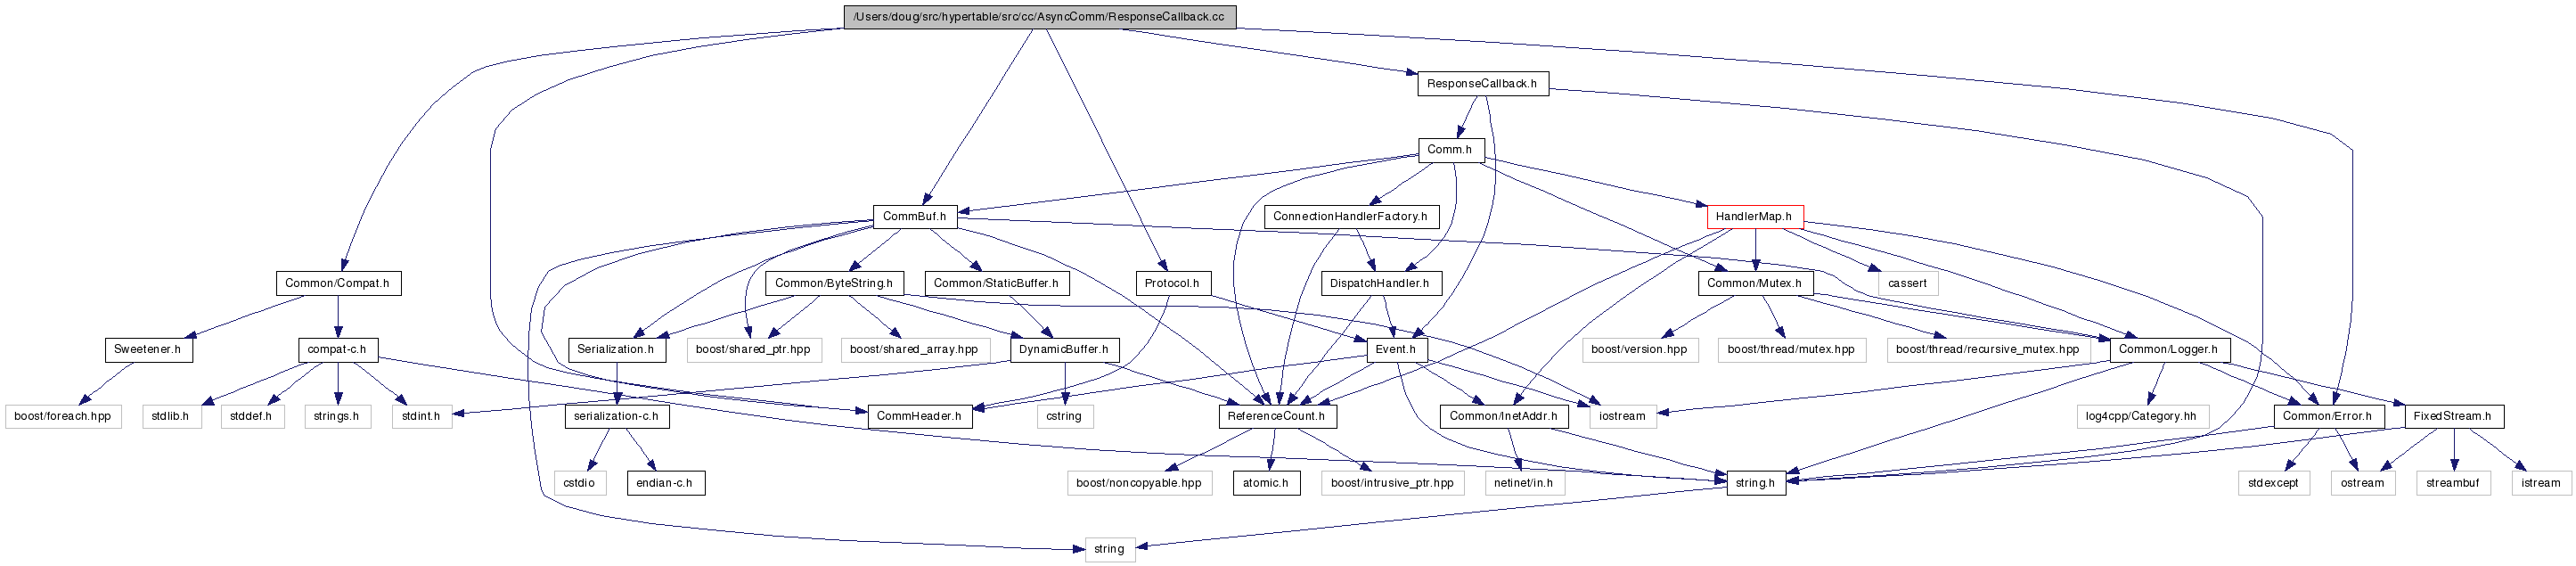 /Users/doug/src/hypertable/src/cc/AsyncComm/ResponseCallback.cc
ResponseCallback.h
Comm.h
CommBuf.h
ConnectionHandlerFactory.h
HandlerMap.h
Common/Compat.h
Common/ByteString.h
Common/StaticBuffer.h
Protocol.h
DispatchHandler.h
Common/Mutex.h
cassert
Sweetener.h
compat-c.h
Serialization.h
boost/shared_ptr.hpp
boost/shared_array.hpp
DynamicBuffer.h
Event.h
boost/version.hpp
boost/thread/mutex.hpp
boost/thread/recursive_mutex.hpp
Common/Logger.h
boost/foreach.hpp
stdlib.h
stddef.h
strings.h
stdint.h
serialization-c.h
CommHeader.h
cstring
ReferenceCount.h
Common/InetAddr.h
iostream
log4cpp/Category.hh
Common/Error.h
FixedStream.h
cstdio
endian-c.h
boost/noncopyable.hpp
atomic.h
boost/intrusive_ptr.hpp
netinet/in.h
string.h
stdexcept
ostream
streambuf
istream
string